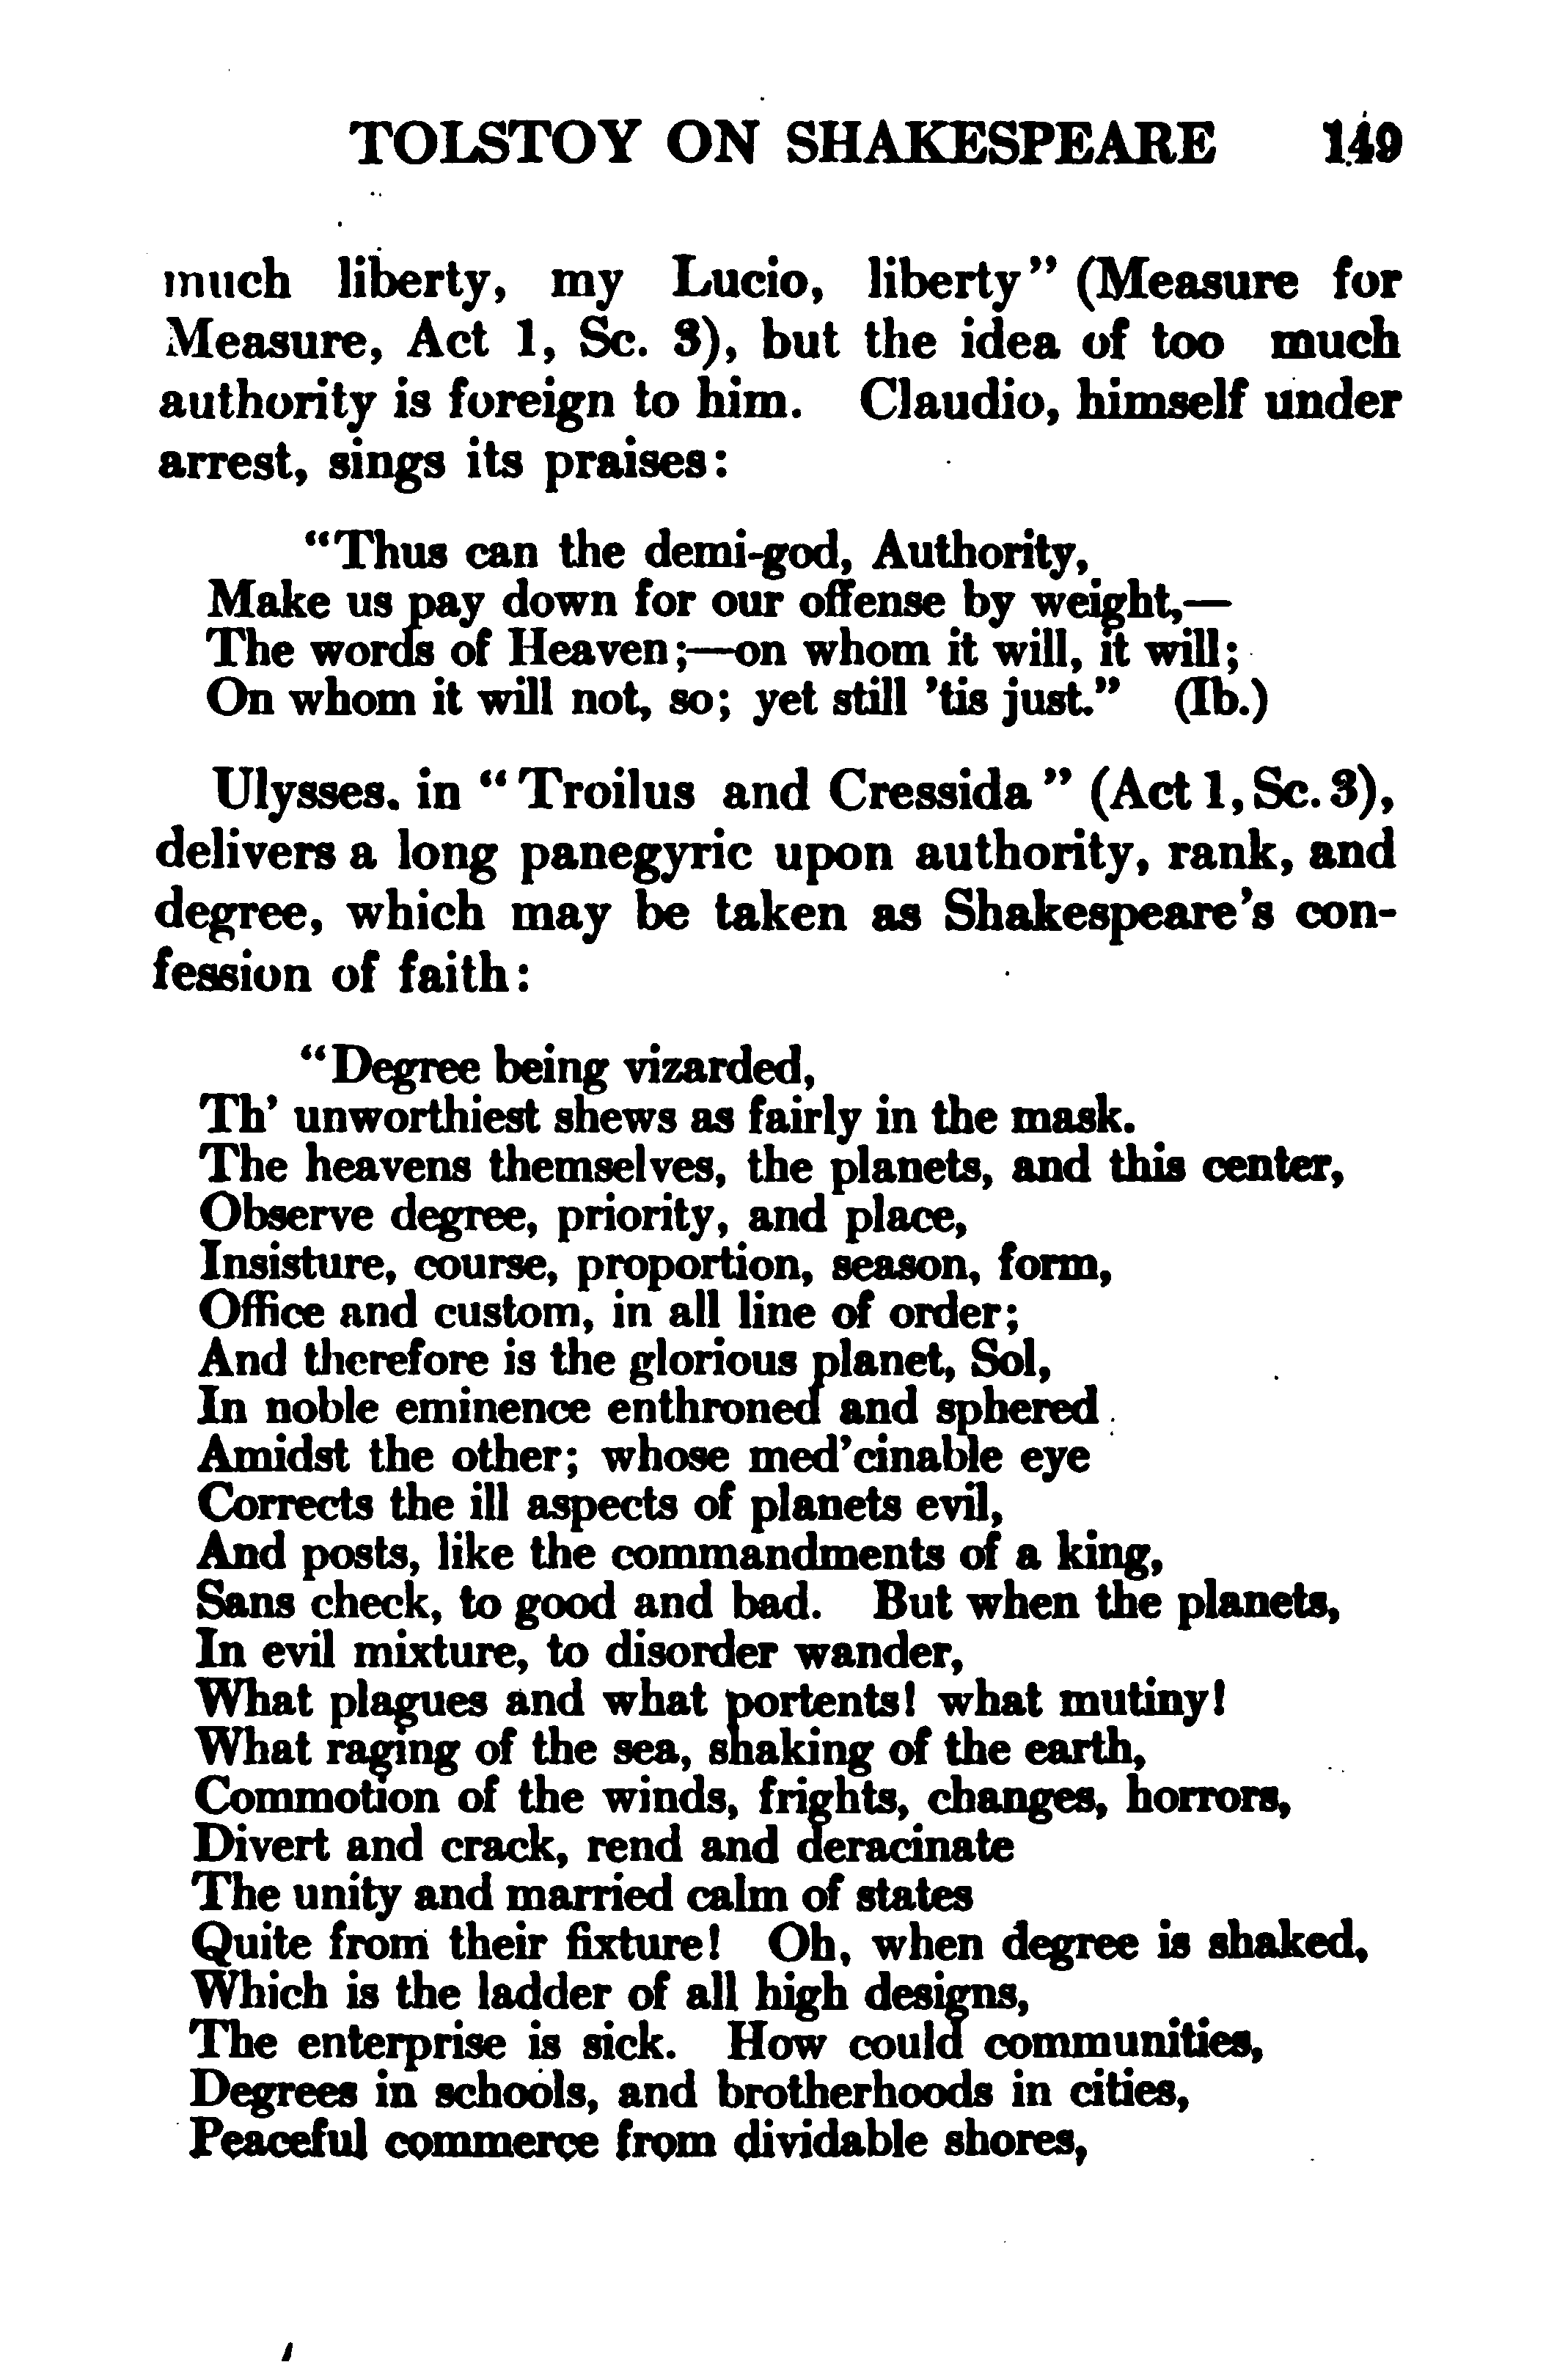 TOLSTOY ON SHAKESPEARE 149
much liberty, my Lucio, liberty" (Measure for
Measure, Act 1, Sc. 3), but the idea of too much
authority is foreign to him. Claudio, himself under
arrest, sings its praises:
"Thus can the demi-god, Authority,
Make us pay down for our offense by weight,—
The words of Heaven;—on whom it will, it will;
On whom it will not, so; yet still 'tis just." (Ib.)
Ulysses. in "Troilus and Cressida" (Act 1, Sc. 3),
delivers a long panegyric upon authority, rank, and
degree, which may be taken as Shakespeare's con-
fession of faith:
"Degree being vizarded,
Th' unworthiest shews as fairly in the mask.
The heavens themselves, the planets, and this center,
Observe degree, priority, and place,
Insisture, course, proportion, season, form,
Office and custom, in all line of order;
And therefore is the glorious planet, Sol,
In noble eminence enthroned and sphered
Amidst the other; whose med'cinable eye
Corrects the ill aspects of planets evil,
And posts, like the commandments of a king,
Sans check, to good and bad. But when the planets,
In evil mixture, to disorder wander,
What plagues and what portents! what mutiny!
What raging of the sea, shaking of the earth,
Commotion of the winds, frights, changes, horrors,
Divert and crack, rend and deracinate
The unity and married calm of states
Quite from their fixture! Oh, when degree is shaked,
Which is the ladder of all high designs,
The enterprise is sick. How could communities,
Degrees in schools, and brotherhoods in cities,
Peaceful commerce from dividable shores,